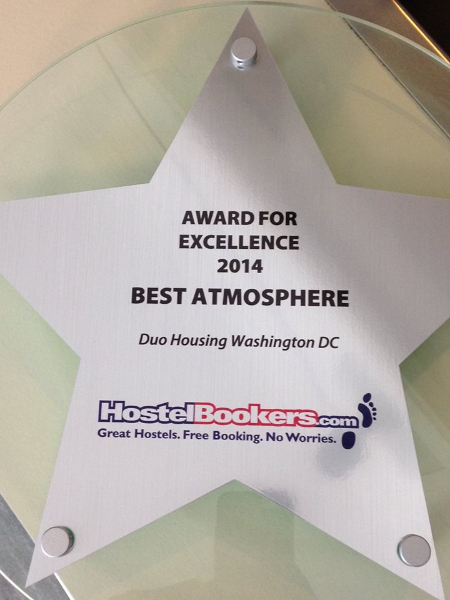 AWARD FOR
EXCELLENCE
2014
BEST ATMOSPHERE
Duo Housing Washington DC
HostelBookers.com
Great Hostels. Free Booking. No Worries.